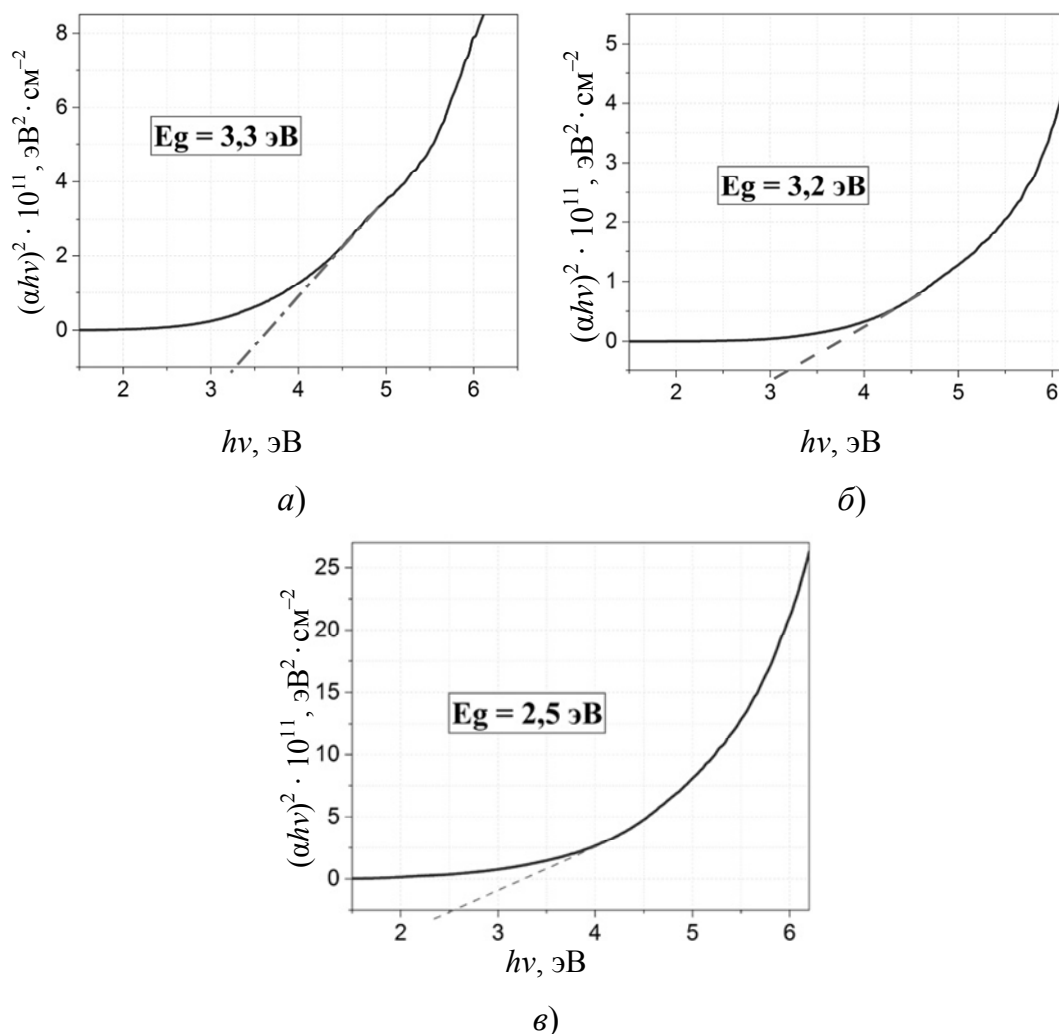 8
6
4
2
0
(αhν)² · 10¹¹, эВ² · см⁻²
Eg = 3,3 эВ
2 3 4 5 6
hν, эВ
а)
5
4
3
2
1
0
(αhν)² · 10¹¹, эВ² · см⁻²
Eg = 3,2 эВ
2 3 4 5 6
hν, эВ
б)
25
20
15
10
5
0
(αhν)² · 10¹¹, эВ² · см⁻²
Eg = 2,5 эВ
2 3 4 5 6
hν, эВ
в)